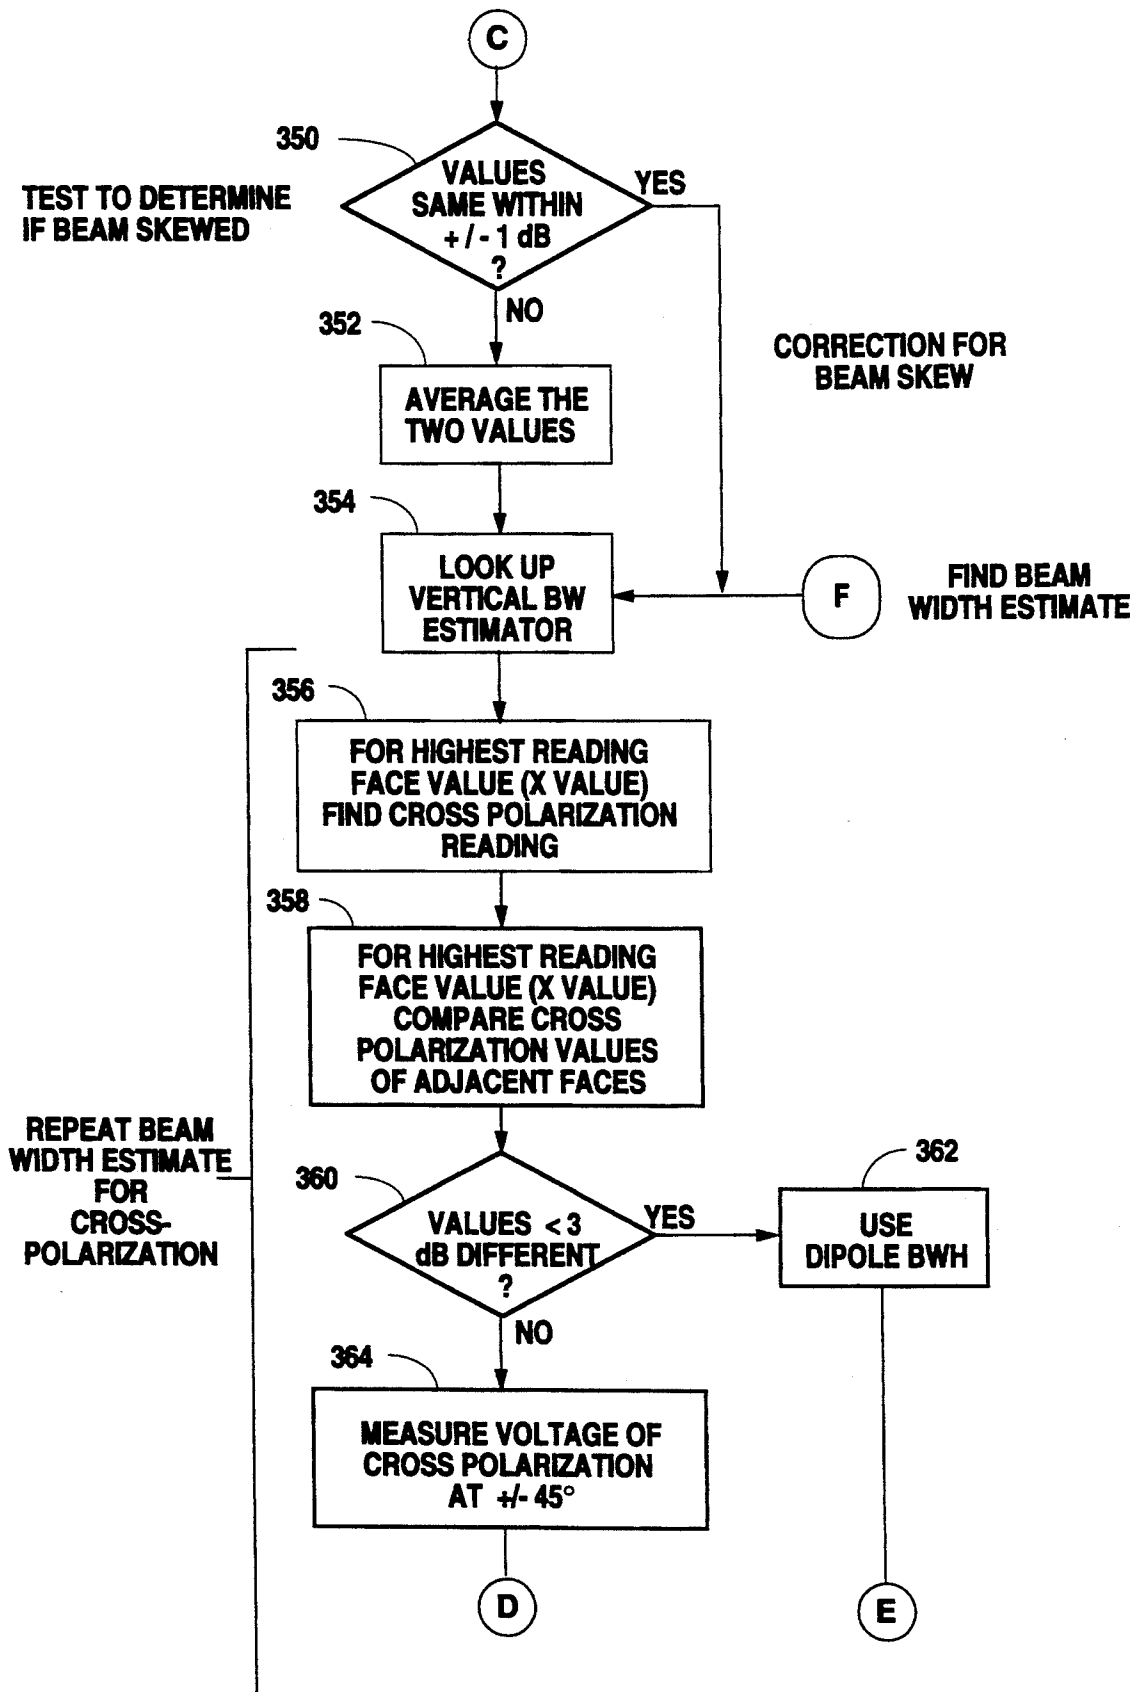 C
350
VALUES
SAME WITHIN
+ / - 1 dB
?
YES
TEST TO DETERMINE
IF BEAM SKEWED
NO
352
AVERAGE THE
TWO VALUES
CORRECTION FOR
BEAM SKEW
354
LOOK UP
VERTICAL BW
ESTIMATOR
F
FIND BEAM
WIDTH ESTIMATE
356
FOR HIGHEST READING
FACE VALUE (X VALUE)
FIND CROSS POLARIZATION
READING
358
FOR HIGHEST READING
FACE VALUE (X VALUE)
COMPARE CROSS
POLARIZATION VALUES
OF ADJACENT FACES
REPEAT BEAM
WIDTH ESTIMATE
FOR
CROSS-
POLARIZATION
360
VALUES < 3
dB DIFFERENT
?
YES
362
USE
DIPOLE BWH
NO
364
MEASURE VOLTAGE OF
CROSS POLARIZATION
AT +/- 45°
D
E